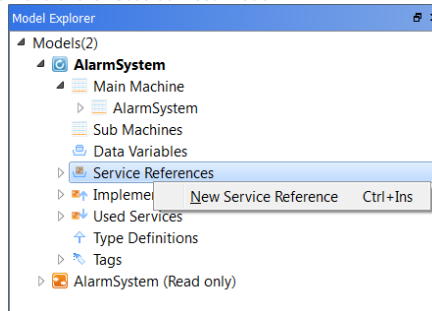 Model Explorer
Models(2)
AlarmSystem
Main Machine
AlarmSystem
Sub Machines
Data Variables
Service References
Impleme
New Service Reference Ctrl+Ins
Used Services
Type Definitions
Tags
AlarmSystem (Read only)